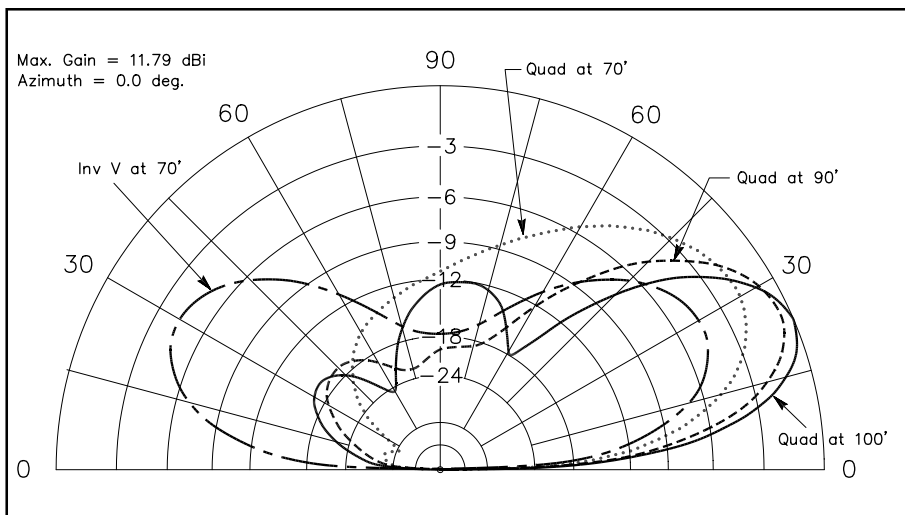 Max. Gain = 11.79 dBi
Azimuth = 0.0 deg.
90
Quad at 70'
60
60
-3
Inv V at 70'
Quad at 90'
-6
-9
30
30
-12
-18
-24
Quad at 100'
0
0